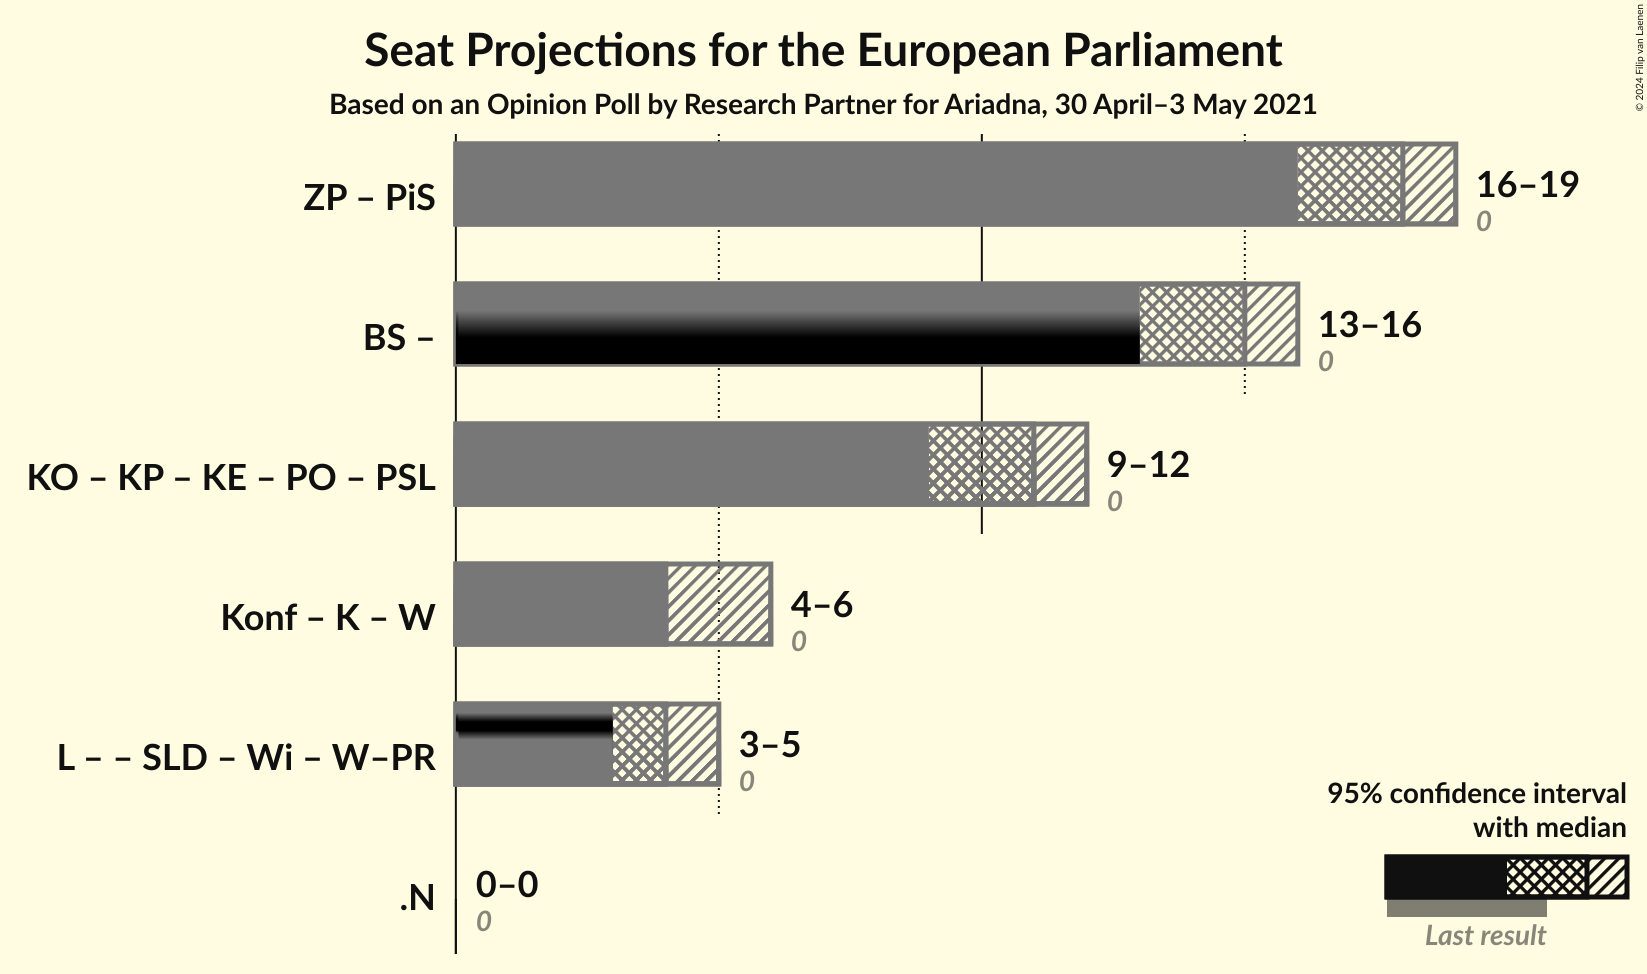 Seat Projections for the European Parliament
Based on an Opinion Poll by Research Partner for Ariadna, 30 April–3 May 2021
© 2024 Filip van Laenen
ZP – PiS
16–19
0
BS –
13–16
0
KO – KP – KE – PO – PSL
9–12
0
Konf – K – W
4–6
0
L – – SLD – Wi – W–PR
3–5
0
.N
0–0
0
95% confidence interval
with median
Last result